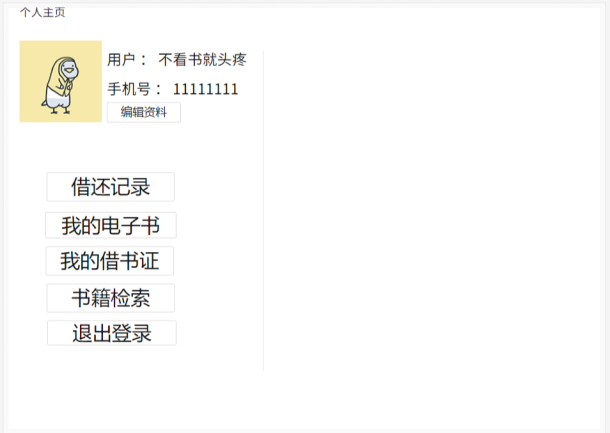 个人主页
用户： 不看书就头疼
手机号： 11111111
编辑资料
借还记录
我的电子书
我的借书证
书籍检索
退出登录